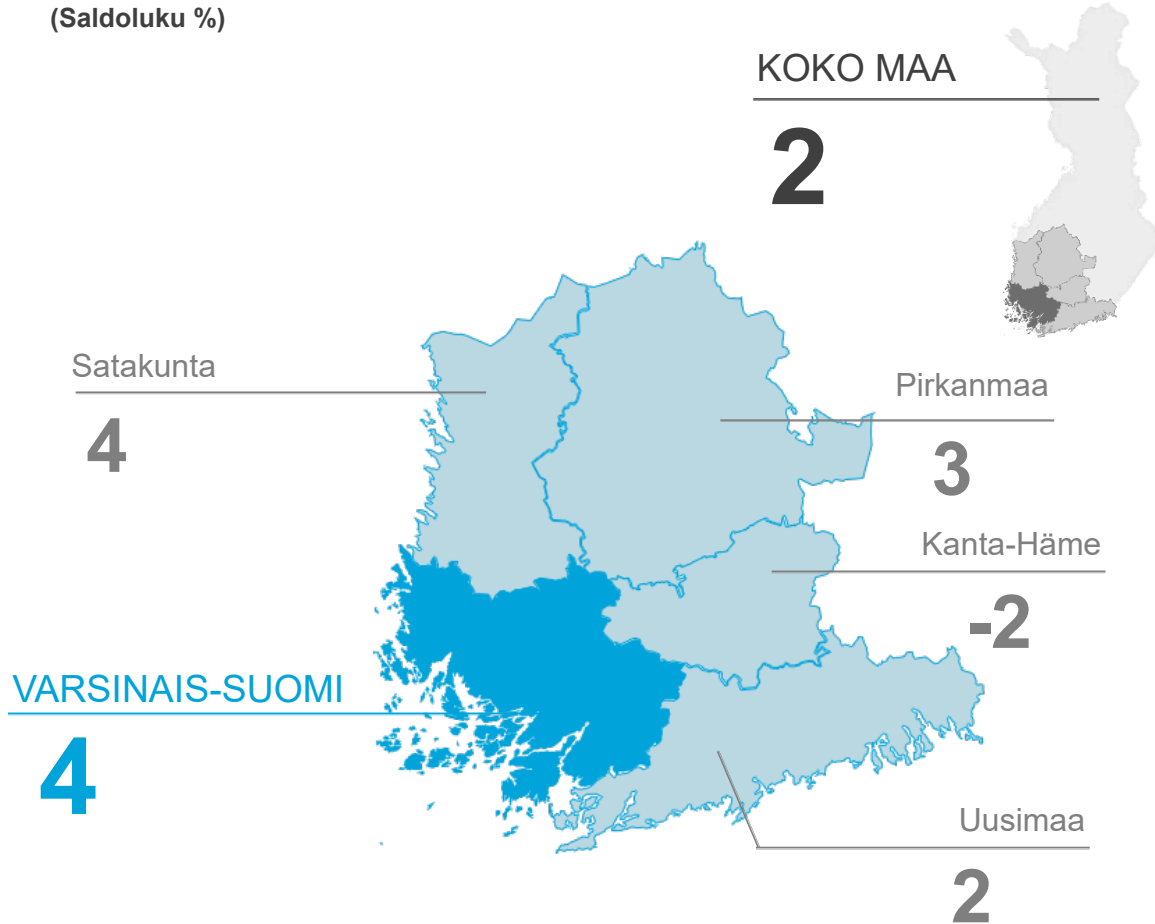 (Saldoluku %)
KOKO MAA
2
Satakunta
4
Pirkanmaa
3
Kanta-Häme
-2
VARSINAIS-SUOMI
4
Uusimaa
2